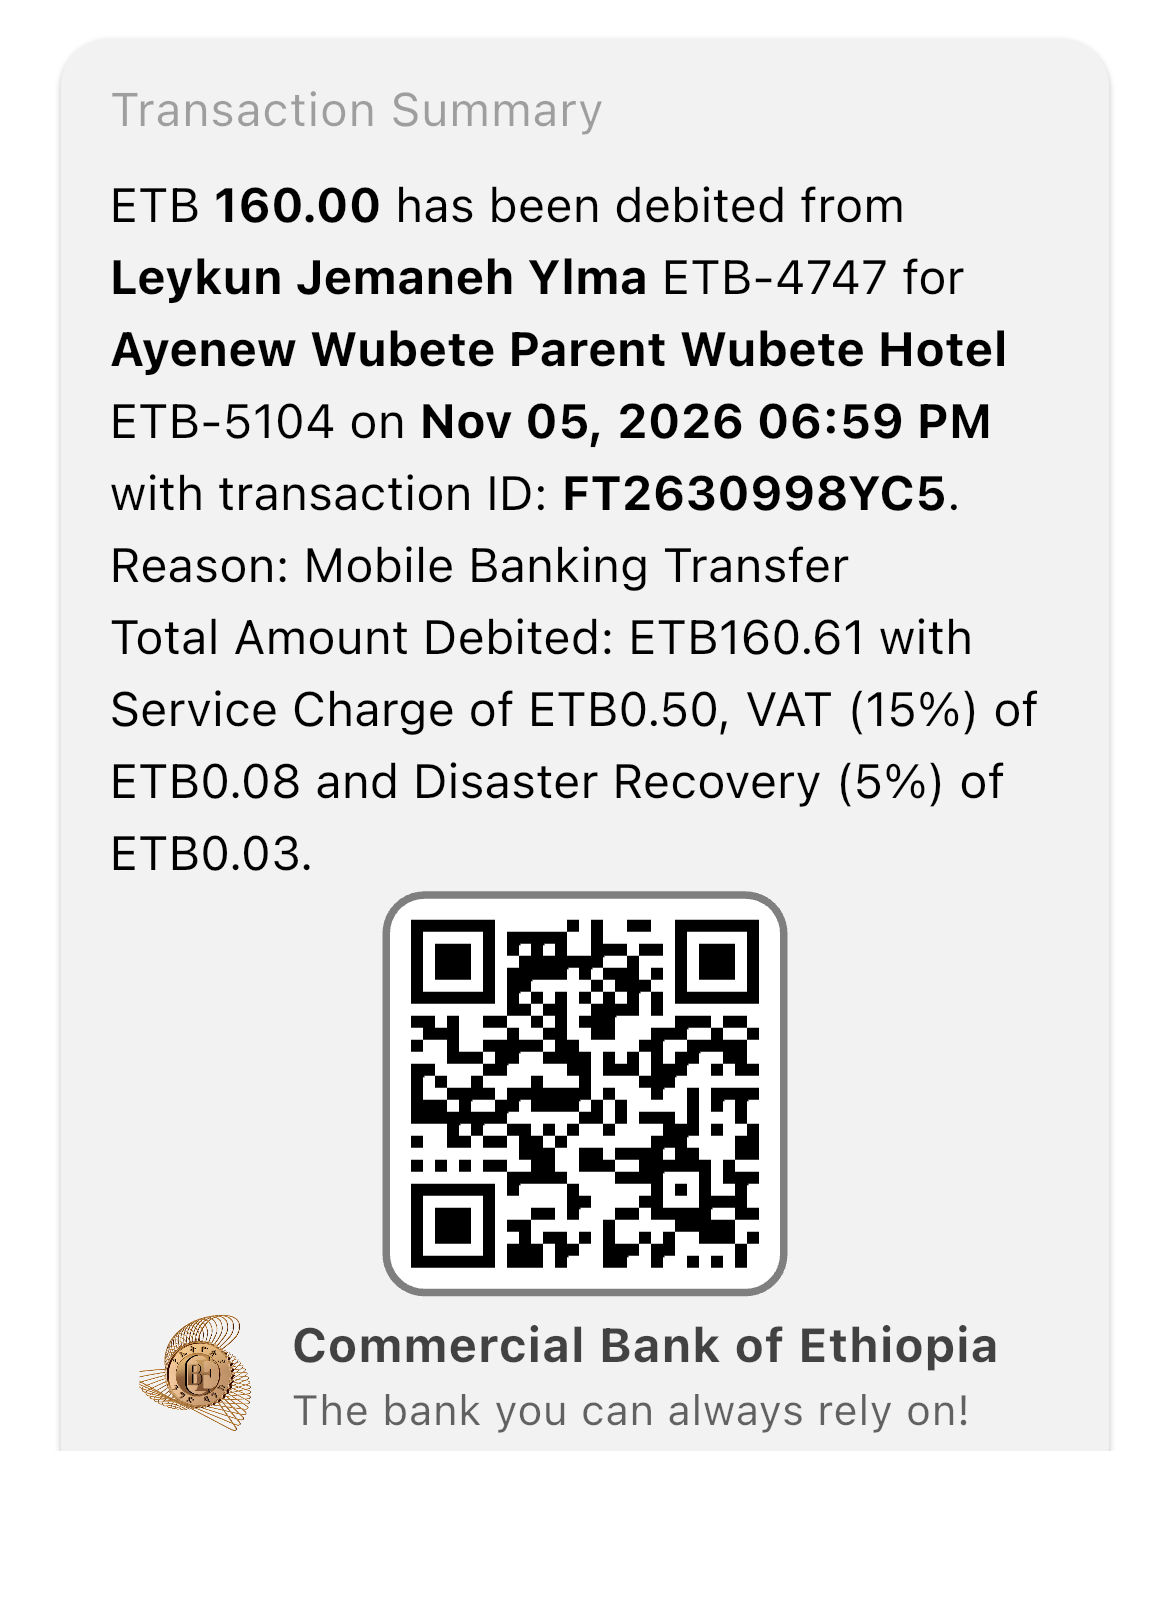 Transaction Summary
ETB 160.00 has been debited from
Leykun Jemaneh Ylma ETB-4747 for
Ayenew Wubete Parent Wubete Hotel
ETB-5104 on Nov 05, 2026 06:59 PM
with transaction ID: FT2630998YC5.
Reason: Mobile Banking Transfer
Total Amount Debited: ETB160.61 with
Service Charge of ETB0.50, VAT (15%) of
ETB0.08 and Disaster Recovery (5%) of
ETB0.03.
Commercial Bank of Ethiopia
The bank you can always rely on!